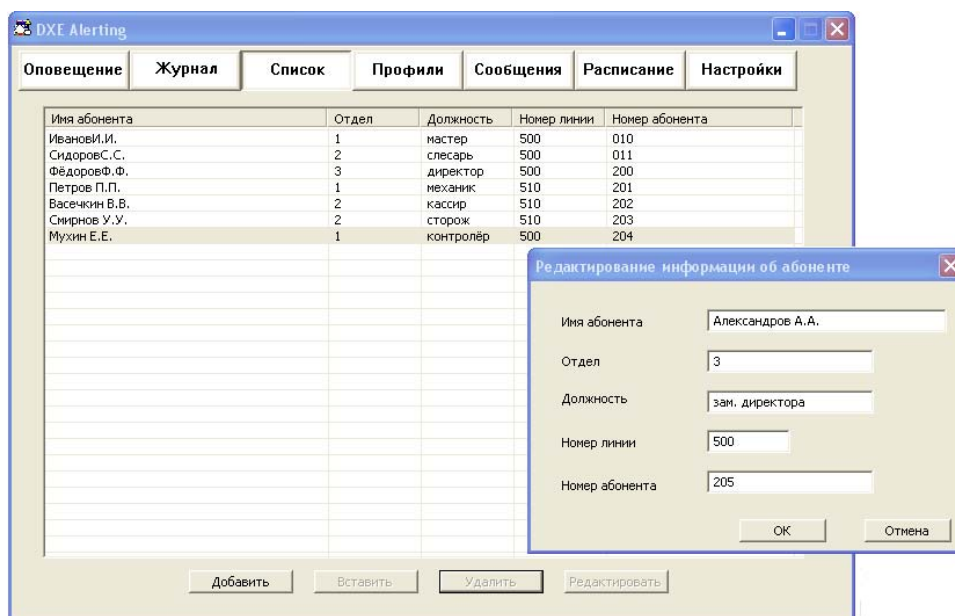 DXE Alerting
Оповещение Журнал Список Профили Сообщения Расписание Настройки
Имя абонента Отдел Должность Номер линии Номер абонента
ИвановИ.И. 1 мастер 500 010
СидоровС.С. 2 слесарь 500 011
ФёдоровФ.Ф. 3 директор 500 200
Петров П.П. 1 механик 510 201
Васечкин В.В. 2 кассир 510 202
Смирнов У.У. 2 сторож 510 203
Мухин Е.Е. 1 контролёр 500 204
Редактирование информации об абоненте
Имя абонента Александров А.А.
Отдел 3
Должность зам. директора
Номер линии 500
Номер абонента 205
OK Отмена
Добавить Вставить Удалить Редактировать